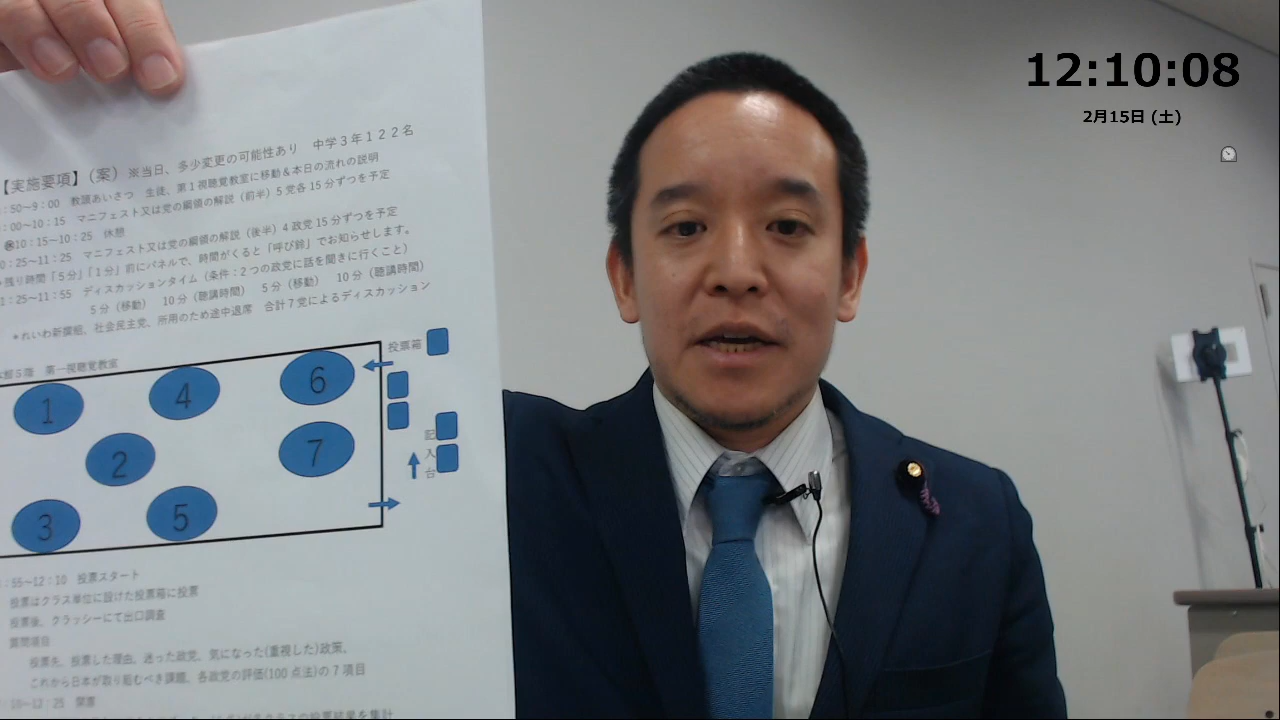 12:10:08
2月15日 (土)
【実施要項】(案) ※当日、多少変更の可能性あり 中学3年122名
:50～9:00 教頭あいさつ 生徒、第1視聴覚教室に移動&本日の流れの説明
:00～10:15 マニフェスト又は党の綱領の解説(前半)5党各15分ずつを予定
10:15～10:25 休憩
0:25～11:25 マニフェスト又は党の綱領の解説(後半)4政党15分ずつを予定
残り時間「5分」「1分」前にパネルで、時間がくると「呼び鈴」でお知らせします。
1:25～11:55 ディスカッションタイム(条件:2つの政党に話を聞きに行くこと)
5分(移動) 10分(聴講時間) 5分(移動) 10分(聴講時間)
*れいわ新撰組、社会民主党、所用のため途中退席 合計7党によるディスカッション
館5階 第一視聴覚教室
投票箱
1
4
6
2
7
3
5
記入台
:55～12:10 投票スタート
投票はクラス単位に設けた投票箱に投票
投票後、クラッシーにて出口調査
質問項目
投票先、投票した理由、迷った政党、気になった(重視した)政策、
これから日本が取り組むべき課題、各政党の評価(100点法)の7項目
:10～12:25 閉票
クラスの投票結果を集計